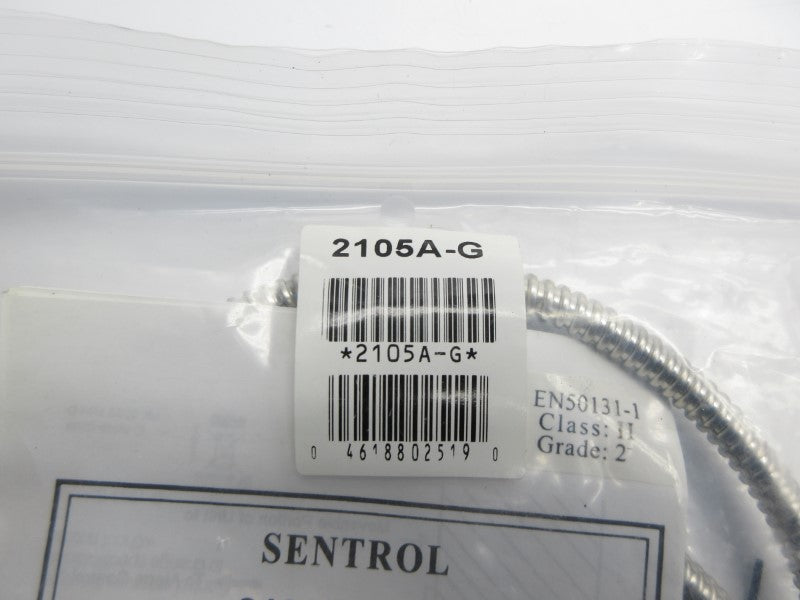 2105A-G
*2105A-G*
0 4618802519 0
EN50131-1
Class: II
Grade: 2
SENTROL